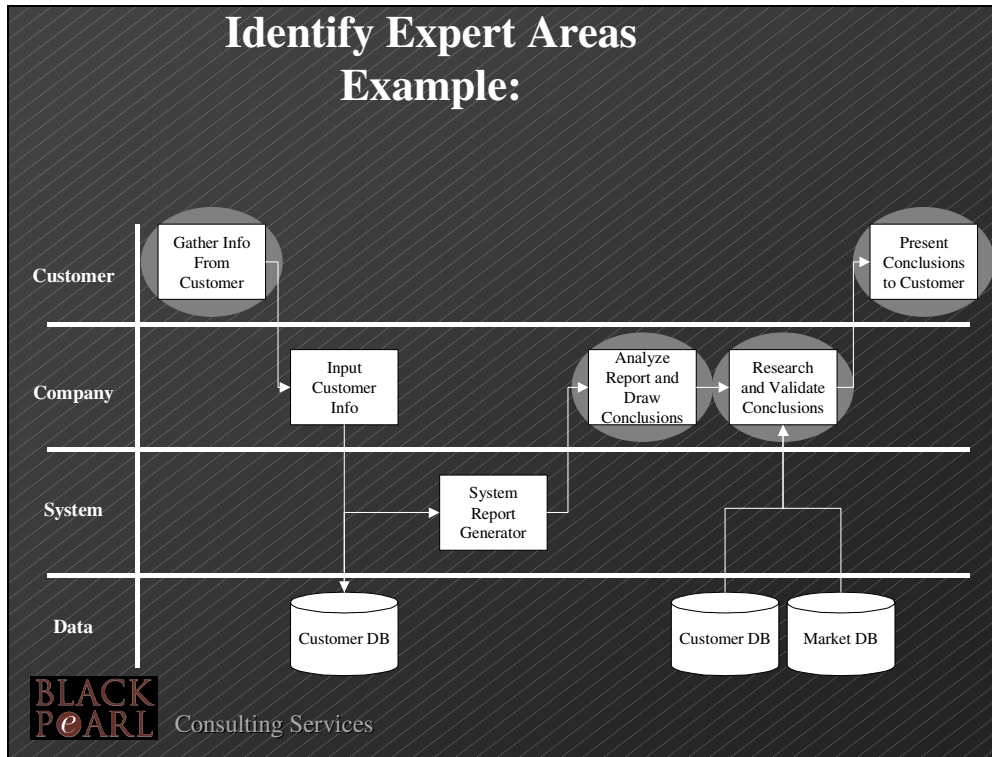 Identify Expert Areas
Example:
Customer
Gather Info
From
Customer
Present
Conclusions
to Customer
Company
Input
Customer
Info
Analyze
Report and
Draw
Conclusions
Research
and Validate
Conclusions
System
System
Report
Generator
Data
Customer DB
Customer DB
Market DB
BLACK
PeARL
Consulting Services